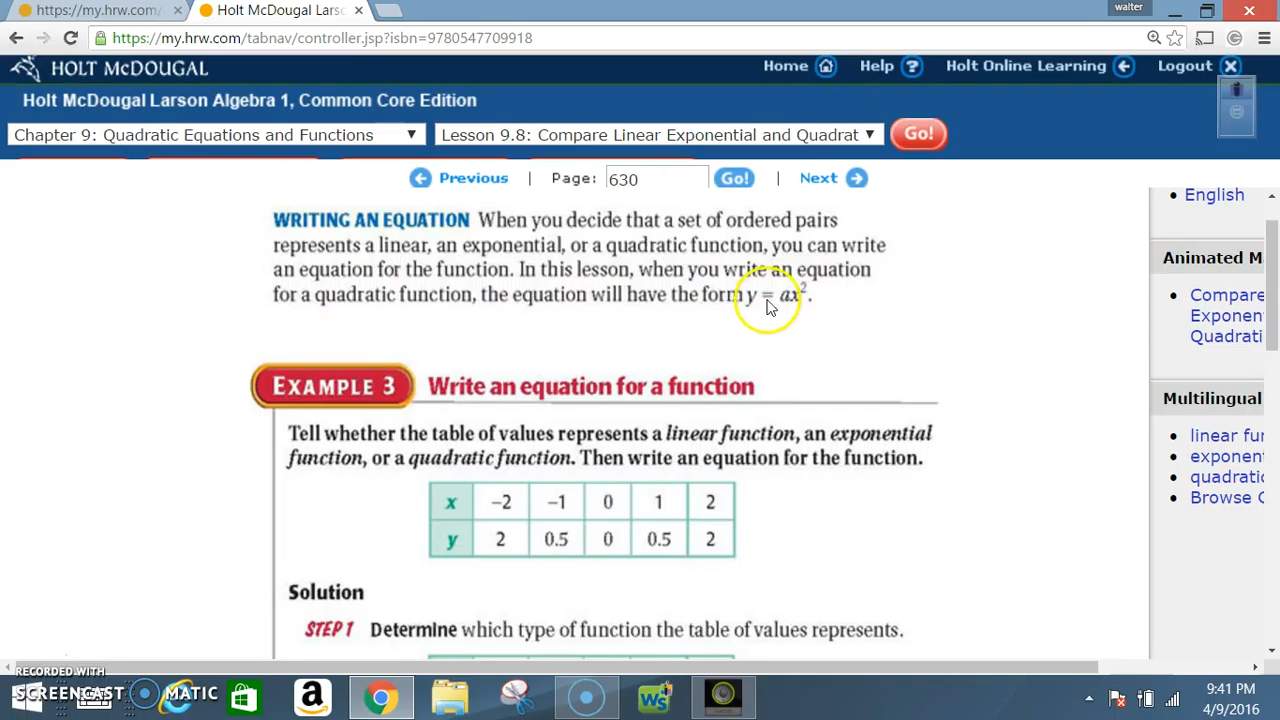 https://my.hrw.com/tabnav/ ×
Holt McDougal Lars ×
walter
https://my.hrw.com/tabnav/controller.jsp?isbn=9780547709918
HOLT McDOUGAL
Home Help ? Holt Online Learning Logout
Holt McDougal Larson Algebra 1, Common Core Edition
Chapter 9: Quadratic Equations and Functions
Lesson 9.8: Compare Linear Exponential and Quadrat
Go!
Previous | Page: 630 Go! | Next
WRITING AN EQUATION When you decide that a set of ordered pairs
represents a linear, an exponential, or a quadratic function, you can write
an equation for the function. In this lesson, when you write an equation
for a quadratic function, the equation will have the form y = ax².
EXAMPLE 3 Write an equation for a function
Tell whether the table of values represents a linear function, an exponential
function, or a quadratic function. Then write an equation for the function.
x −2 −1 0 1 2
y 2 0.5 0 0.5 2
Solution
STEP 1 Determine which type of function the table of values represents.
English
Animated M
Compare
Exponen
Quadrati
Multilingual
linear fur
exponent
quadratic
Browse G
RECORDED WITH
SCREENCAST MATIC
9:41 PM
4/9/2016